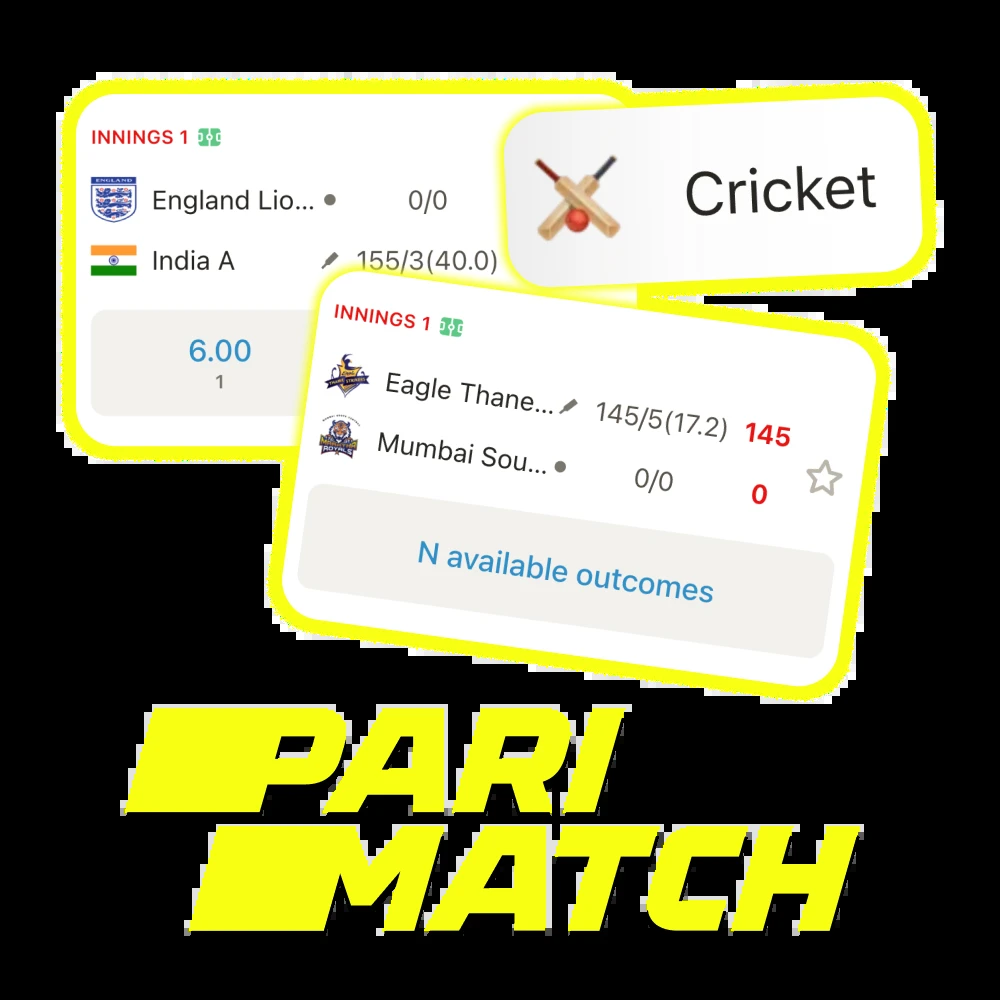 INNINGS 1
England Lio... 0/0
India A 155/3(40.0)
6.00
1
Cricket
INNINGS 1
Eagle Thane... 145/5(17.2) 145
Mumbai Sou... 0/0 0
N available outcomes
PARI
MATCH